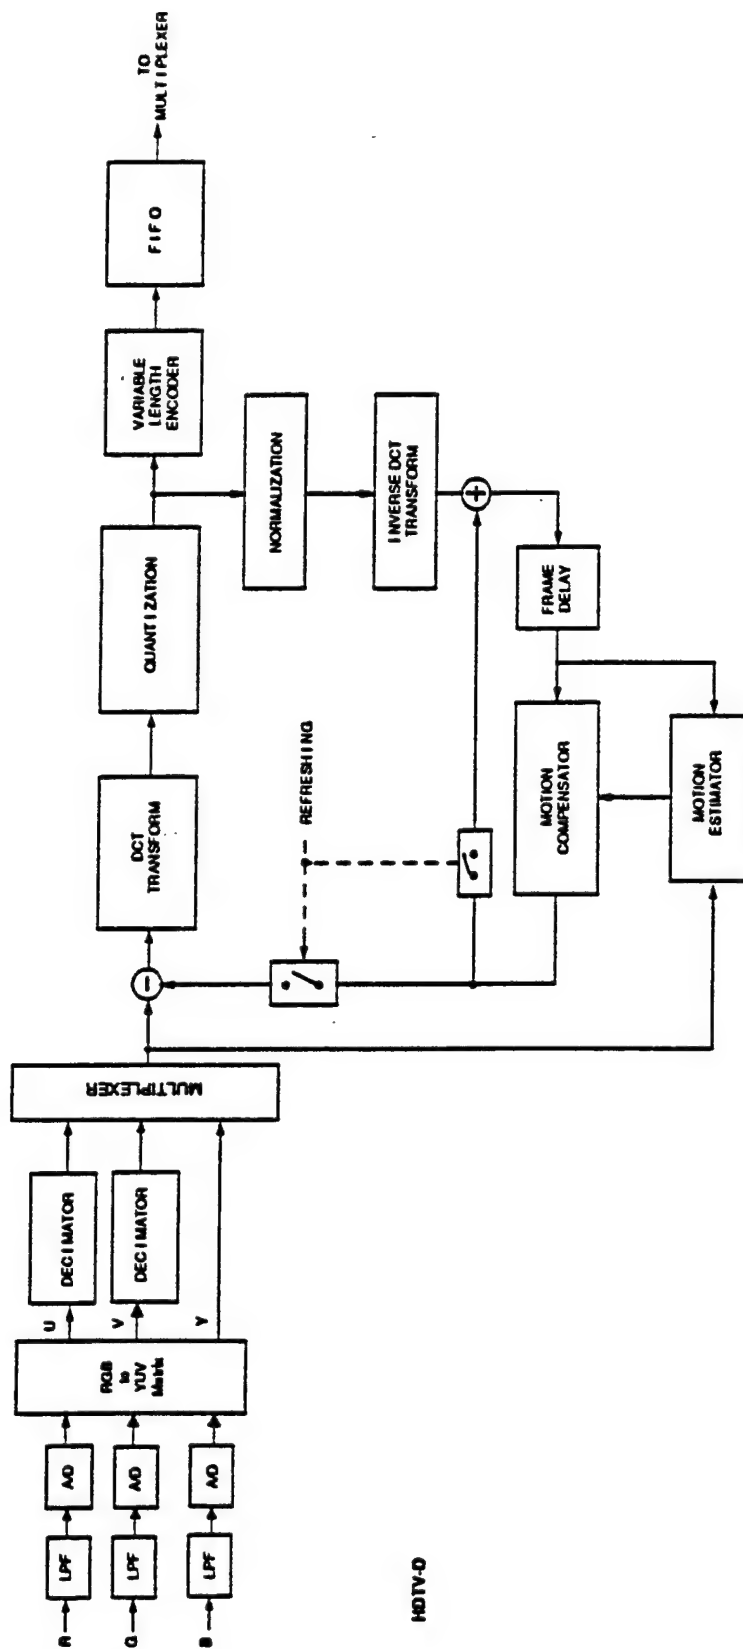 R
G
B
LPF
LPF
LPF
A/D
A/D
A/D
RGB
to
YUV
Matrix
U
V
Y
DECIMATOR
DECIMATOR
MULTIPLEXER
DCT
TRANSFORM
QUANTIZATION
VARIABLE
LENGTH
ENCODER
FIFO
TO
MULTIPLEXER
REFRESHING
NORMALIZATION
INVERSE DCT
TRANSFORM
FRAME
DELAY
MOTION
COMPENSATOR
MOTION
ESTIMATOR
HDTV-D